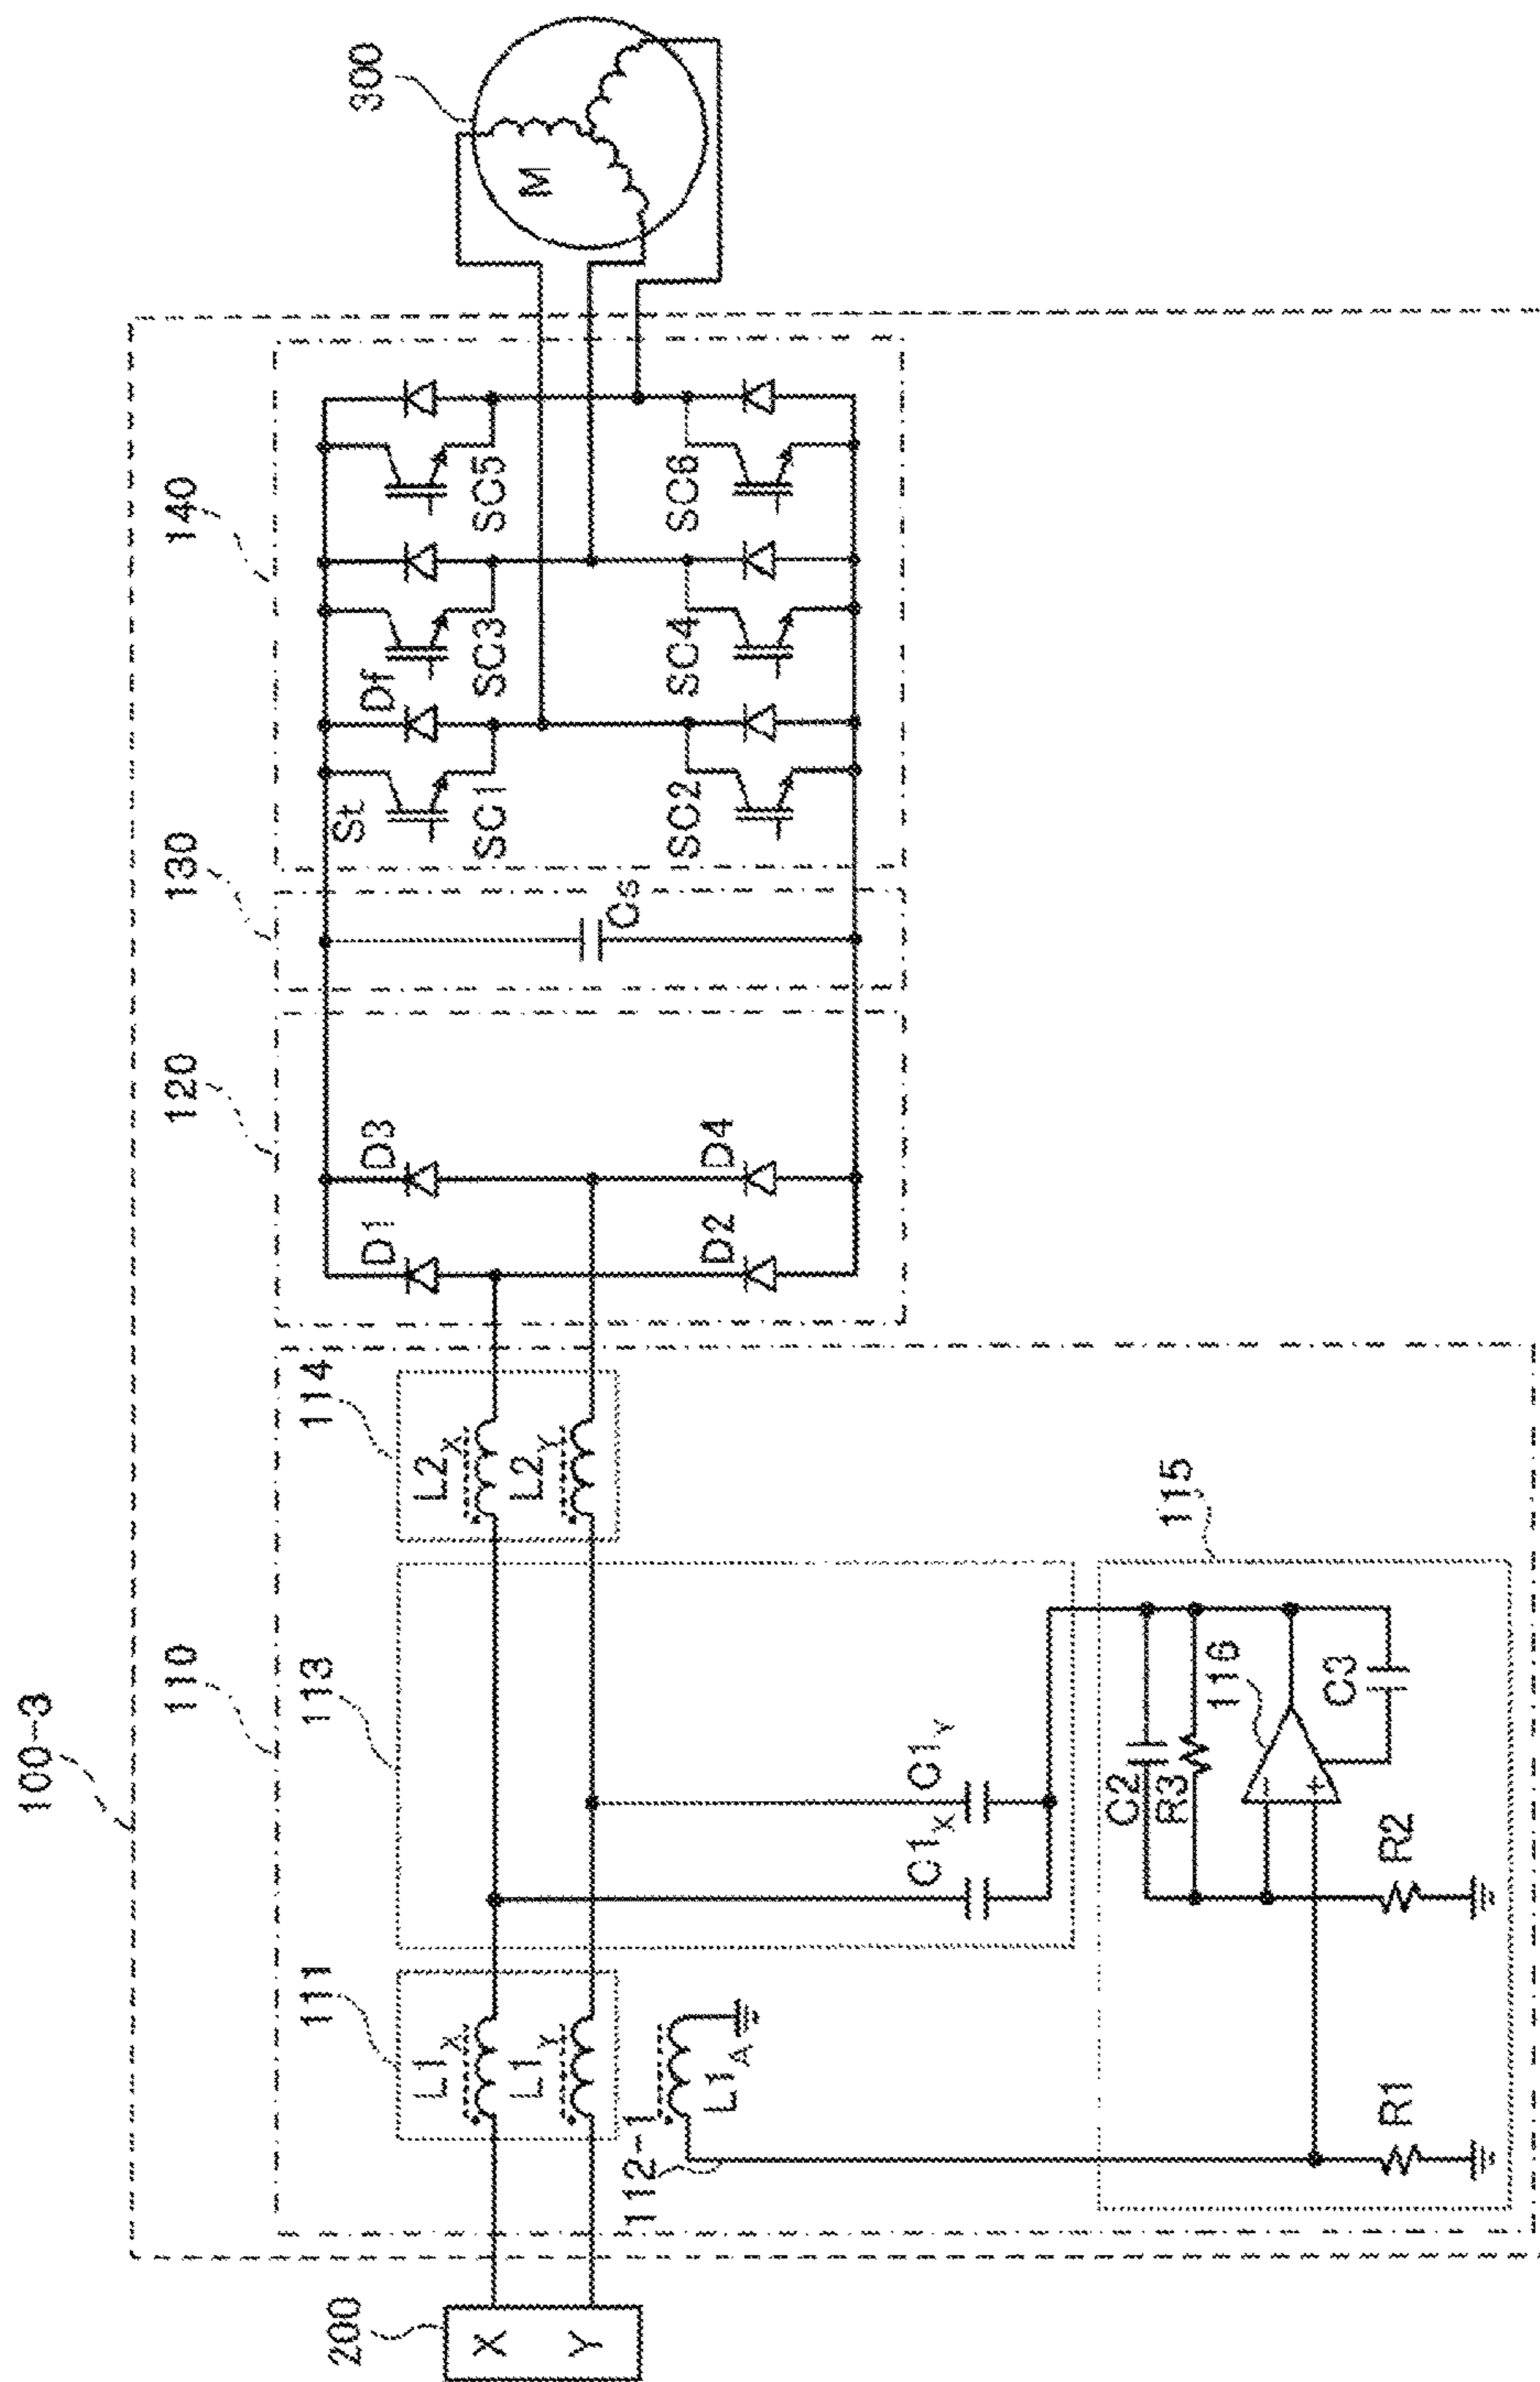 100-3
110
120
130
140
200
X
Y
111
L1X
L1Y
112-1
L1A
113
C1X
C1Y
114
L2X
L2Y
115
116
C2
R3
C3
R1
R2
−
+
D1
D3
D2
D4
Cs
St
Df
SC1
SC3
SC5
SC2
SC4
SC6
300
M